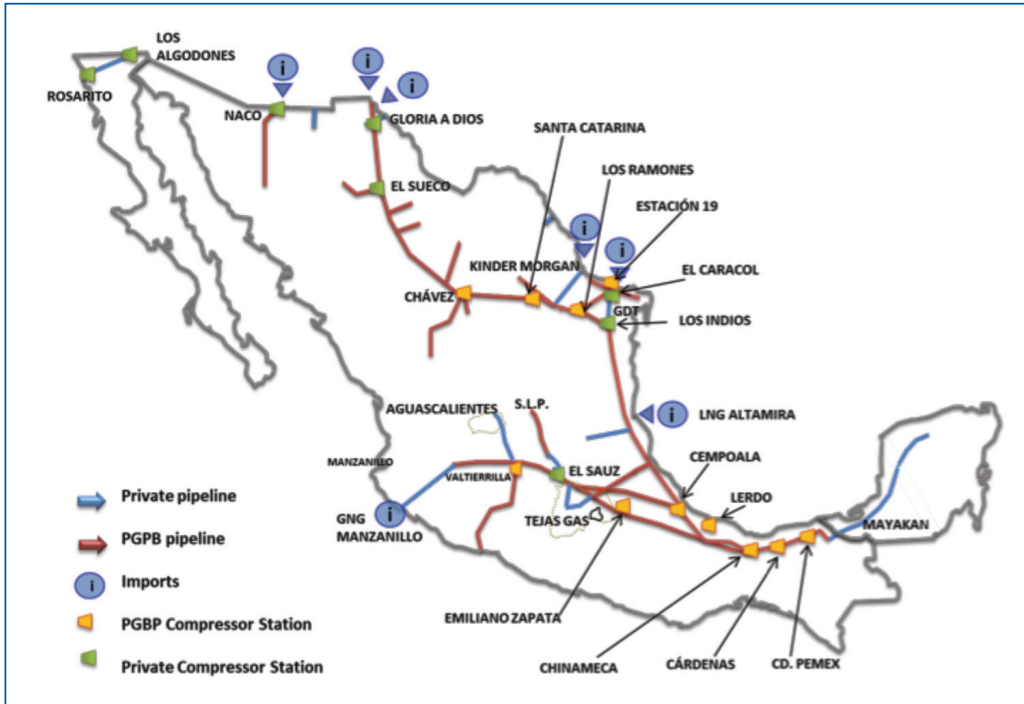 LOS
ALGODONES
ROSARITO
i
i
i
NACO
GLORIA A DIOS
SANTA CATARINA
LOS RAMONES
EL SUECO
ESTACIÓN 19
i
i
KINDER MORGAN
EL CARACOL
CHÁVEZ
GDT
LOS INDIOS
AGUASCALIENTES
S.L.P.
i
LNG ALTAMIRA
MANZANILLO
VALTIERRILLA
EL SAUZ
CEMPOALA
LERDO
i
GNG
MANZANILLO
TEJAS GAS
MAYAKAN
EMILIANO ZAPATA
CHINAMECA
CÁRDENAS
CD. PEMEX
Private pipeline
PGPB pipeline
i
Imports
PGBP Compressor Station
Private Compressor Station